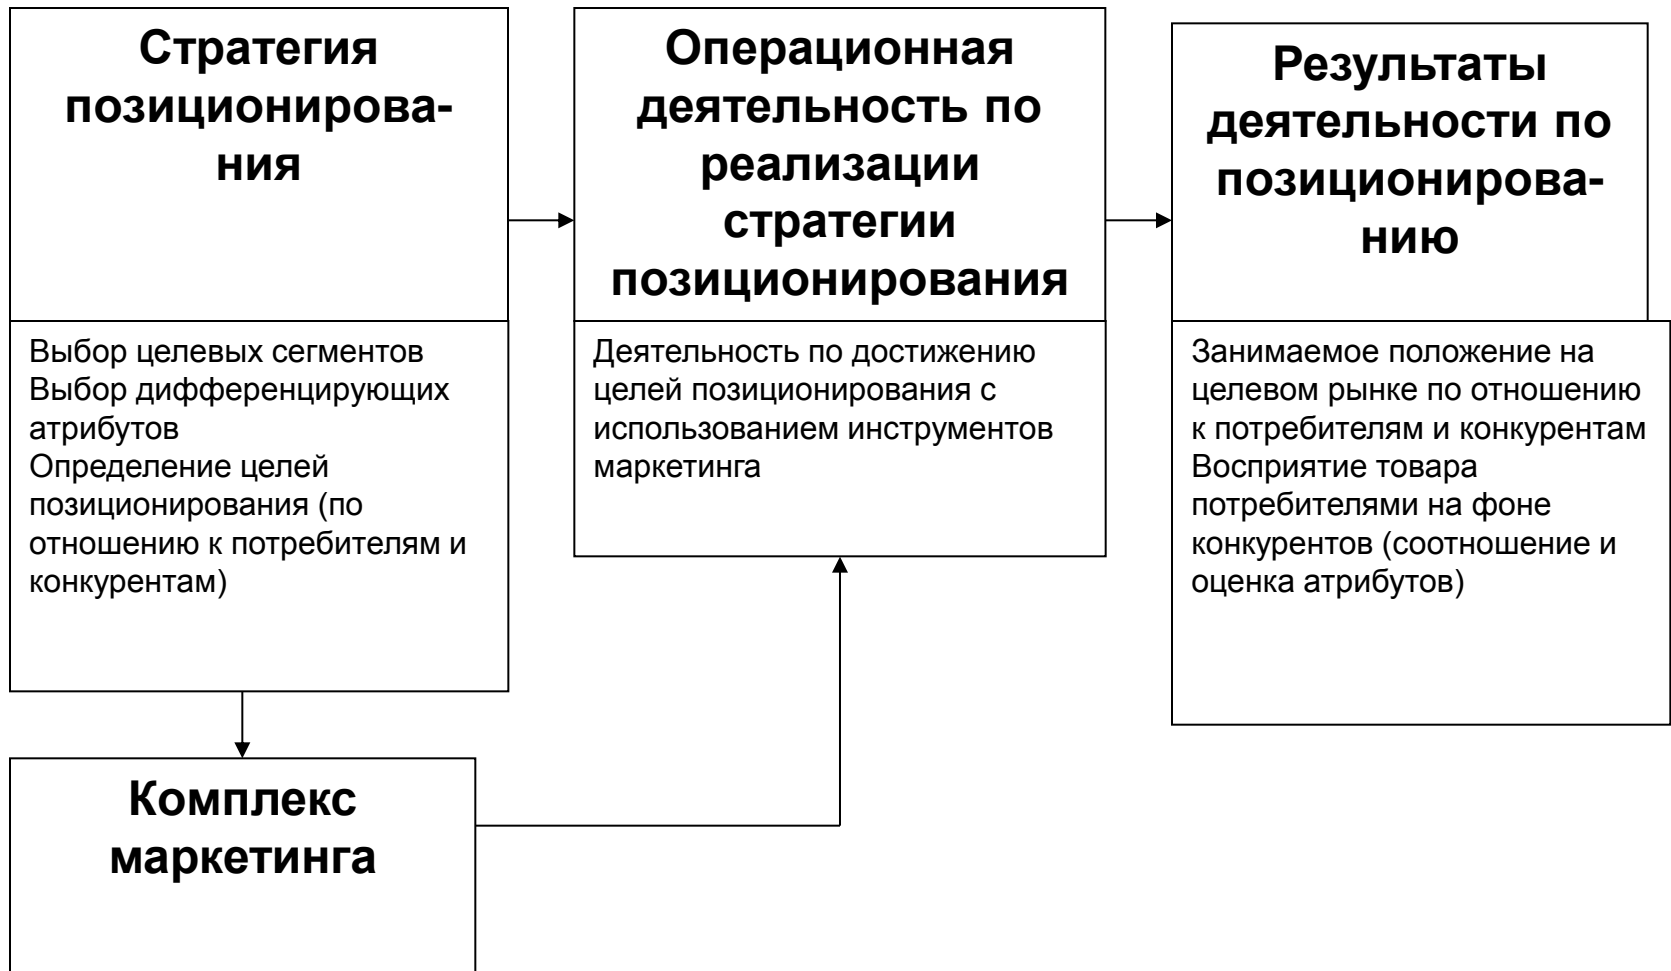 Стратегия
позиционирова-
ния
Операционная
деятельность по
реализации
стратегии
позиционирования
Результаты
деятельности по
позиционирова-
нию
Выбор целевых сегментов
Выбор дифференцирующих
атрибутов
Определение целей
позиционирования (по
отношению к потребителям и
конкурентам)
Деятельность по достижению
целей позиционирования с
использованием инструментов
маркетинга
Занимаемое положение на
целевом рынке по отношению
к потребителям и конкурентам
Восприятие товара
потребителями на фоне
конкурентов (соотношение и
оценка атрибутов)
Комплекс
маркетинга